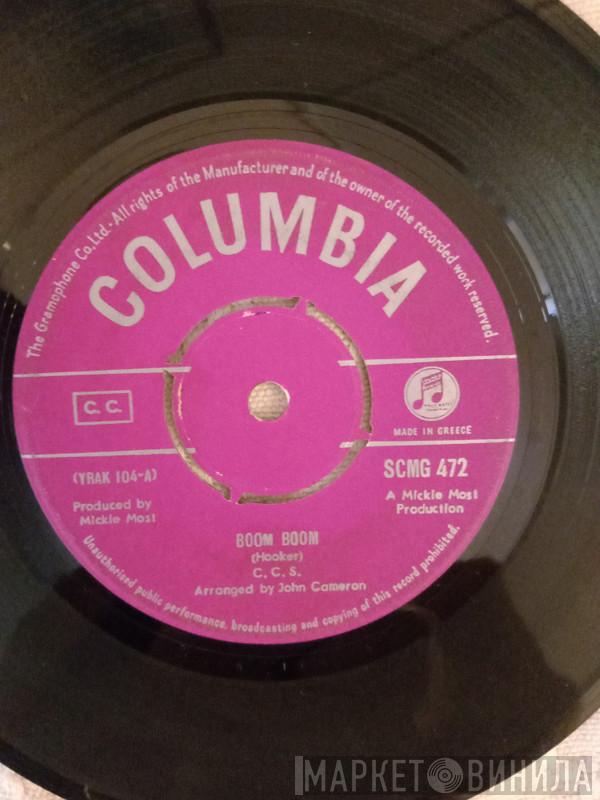 The Gramophone Co. Ltd.-All rights of the Manufacturer and of the owner of the recorded work reserved.
COLUMBIA
C. C.
MADE IN GREECE
(YRAK 104-A)
SCMG 472
Produced by
Mickie Most
A Mickie Most
Production
BOOM BOOM
(Hooker)
C. C. S.
Arranged by John Cameron
Unauthorised public performance, broadcasting and copying of this record prohibited.
МАРКЕТ ВИНИЛА